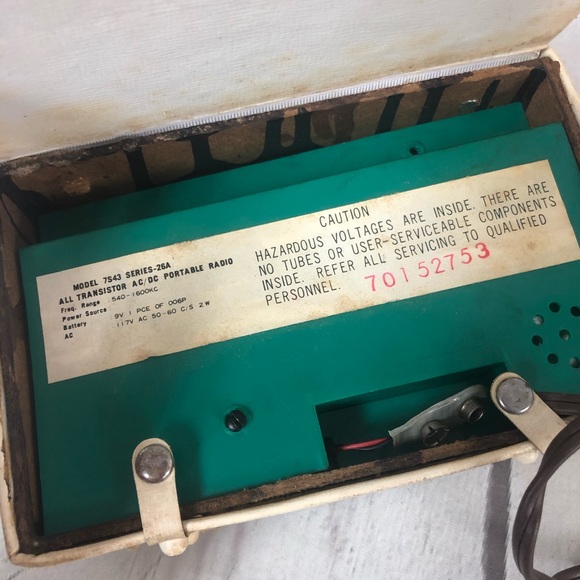 MODEL 7543 SERIES-26A
ALL TRANSISTOR AC/DC PORTABLE RADIO
Freq. Range 540-1600KC
Power Source
Battery 9V 1 PCE OF 006P
AC 117V AC 50-60 C/S 2W
CAUTION
HAZARDOUS VOLTAGES ARE INSIDE. THERE ARE
NO TUBES OR USER-SERVICEABLE COMPONENTS
INSIDE. REFER ALL SERVICING TO QUALIFIED
PERSONNEL. 70152753